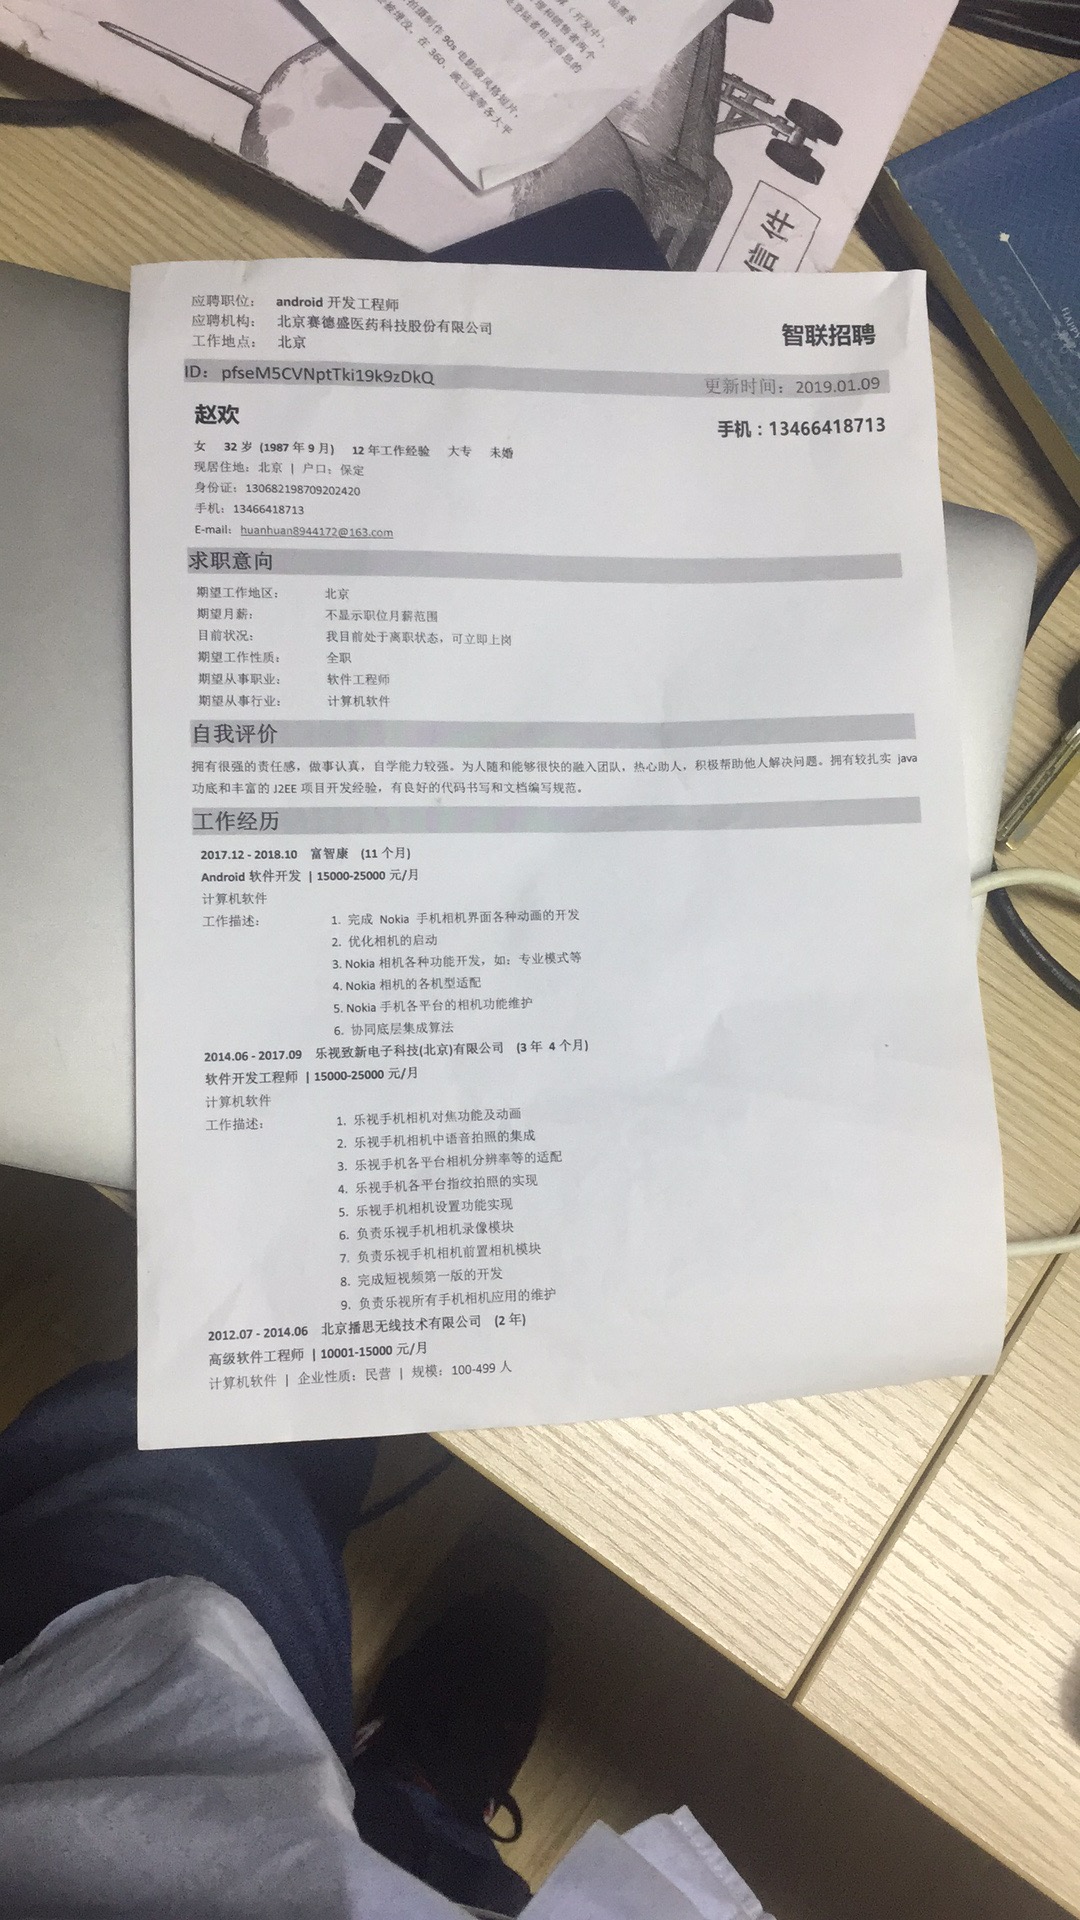 信件
应聘职位： android 开发工程师
应聘机构： 北京赛德盛医药科技股份有限公司
工作地点： 北京
智联招聘
ID： pfseM5CVNptTki19k9zDkQ
更新时间：2019.01.09
赵欢
手机：13466418713
女 32 岁 (1987 年 9 月) 12 年工作经验 大专 未婚
现居住地：北京 | 户口：保定
身份证：130682198709202420
手机：13466418713
E-mail： huanhuan8944172@163.com
求职意向
期望工作地区： 北京
期望月薪： 不显示职位月薪范围
目前状况： 我目前处于离职状态，可立即上岗
期望工作性质： 全职
期望从事职业： 软件工程师
期望从事行业： 计算机软件
自我评价
拥有很强的责任感，做事认真，自学能力较强。为人随和能够很快的融入团队，热心助人，积极帮助他人解决问题。拥有较扎实 java
功底和丰富的 J2EE 项目开发经验，有良好的代码书写和文档编写规范。
工作经历
2017.12 - 2018.10 富智康 (11 个月)
Android 软件开发 | 15000-25000 元/月
计算机软件
工作描述： 1. 完成 Nokia 手机相机界面各种动画的开发
2. 优化相机的启动
3. Nokia 相机各种功能开发，如：专业模式等
4. Nokia 相机的各机型适配
5. Nokia 手机各平台的相机功能维护
6. 协同底层集成算法
2014.06 - 2017.09 乐视致新电子科技(北京)有限公司 (3 年 4 个月)
软件开发工程师 | 15000-25000 元/月
计算机软件
工作描述： 1. 乐视手机相机对焦功能及动画
2. 乐视手机相机中语音拍照的集成
3. 乐视手机各平台相机分辨率等的适配
4. 乐视手机各平台指纹拍照的实现
5. 乐视手机相机设置功能实现
6. 负责乐视手机相机录像模块
7. 负责乐视手机相机前置相机模块
8. 完成短视频第一版的开发
9. 负责乐视所有手机相机应用的维护
2012.07 - 2014.06 北京播思无线技术有限公司 (2 年)
高级软件工程师 | 10001-15000 元/月
计算机软件 | 企业性质：民营 | 规模：100-499 人